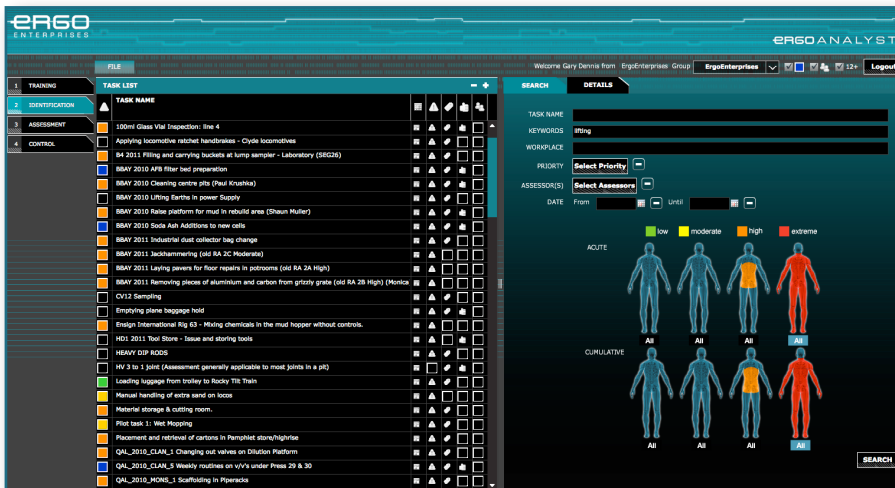 ERGO
ENTERPRISES
ERGOANALYST
FILE
Welcome Gary Dennis from ErgoEnterprises Group ErgoEnterprises 12+ Logout
1 TRAINING
2 IDENTIFICATION
3 ASSESSMENT
4 CONTROL
TASK LIST
TASK NAME
100ml Glass Vial Inspection: line 4
Applying locomotive ratchet handbrakes - Clyde locomotives
B4 2011 Filling and carrying buckets at lump sampler - Laboratory (SEG26)
BBAY 2010 AFB filter bed preparation
BBAY 2010 Cleaning centre pits (Paul Krushka)
BBAY 2010 Lifting Earths in power Supply
BBAY 2010 Raise platform for mud in rebuild area (Shaun Muller)
BBAY 2010 Soda Ash Additions to new cells
BBAY 2011 Industrial dust collector bag change
BBAY 2011 Jackhammering (old RA 2C Moderate)
BBAY 2011 Laying pavers for floor repairs in potrooms (old RA 2A High)
BBAY 2011 Removing pieces of aluminium and carbon from grizzly grate (old RA 2B High) (Monica
CV12 Sampling
Emptying plane baggage hold
Ensign International Rig 63 - Mixing chemicals in the mud hopper without controls.
HD1 2011 Tool Store - Issue and storing tools
HEAVY DIP RODS
HV 3 to 1 joint (Assessment generally applicable to most joints in a pit)
Loading luggage from trolley to Rocky Tilt Train
Manual handling of extra sand on locos
Material storage & cutting room.
Pilot task 1: Wet Mopping
Placement and retrieval of cartons in Pamphlet store/highrise
QAL_2010_CLAN_1 Changing out valves on Dilution Platform
QAL_2010_CLAN_5 Weekly routines on v/v's under Press 29 & 30
QAL_2010_MONS_1 Scaffolding in Piperacks
SEARCH DETAILS
TASK NAME
KEYWORDS lifting
WORKPLACE
PRIORTY Select Priority
ASSESSOR(S) Select Assessors
DATE From Until
low moderate high extreme
ACUTE
All All All All
CUMULATIVE
All All All All
SEARCH